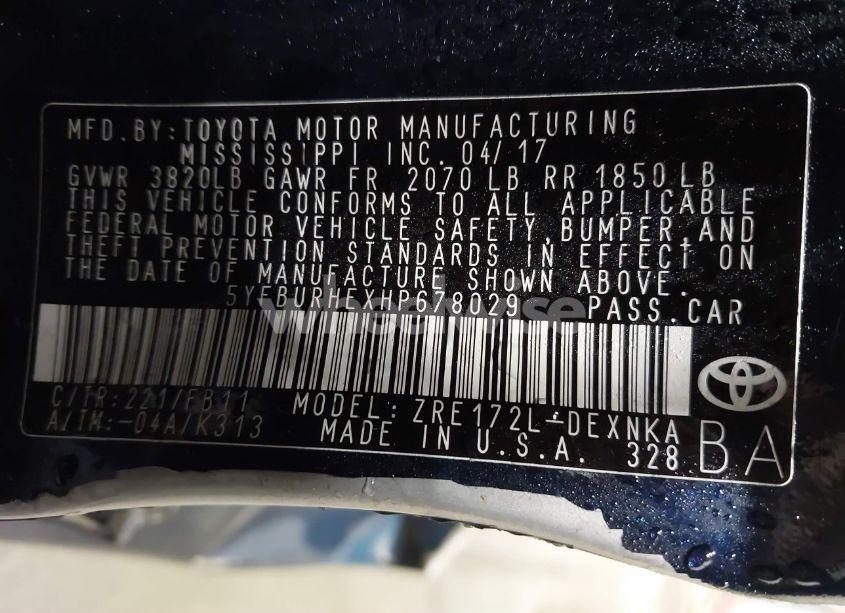 MFD. BY: TOYOTA MOTOR MANUFACTURING
MISSISSIPPI INC. 04/17
GVWR 3820LB GAWR FR 2070 LB RR 1850LB
THIS VEHICLE CONFORMS TO ALL APPLICABLE
FEDERAL MOTOR VEHICLE SAFETY, BUMPER, AND
THEFT PREVENTION STANDARDS IN EFFECT ON
THE DATE OF MANUFACTURE SHOWN ABOVE.
5YFBURHEXHP678029 PASS. CAR
C/TR: 221/FB11 MODEL: ZRE172L-DEXNKA
A/TM: -04A/K313 MADE IN U.S.A. 328 BA